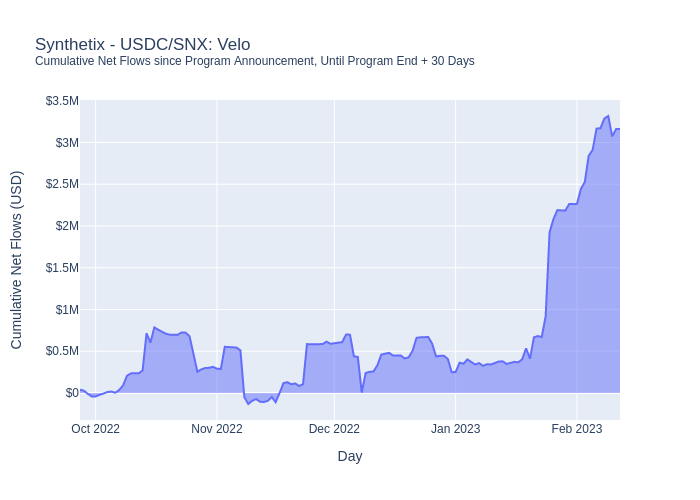 Synthetix - USDC/SNX: Velo
Cumulative Net Flows since Program Announcement, Until Program End + 30 Days
$3.5M
$3M
$2.5M
$2M
$1.5M
$1M
$0.5M
$0
Cumulative Net Flows (USD)
Oct 2022
Nov 2022
Dec 2022
Jan 2023
Feb 2023
Day